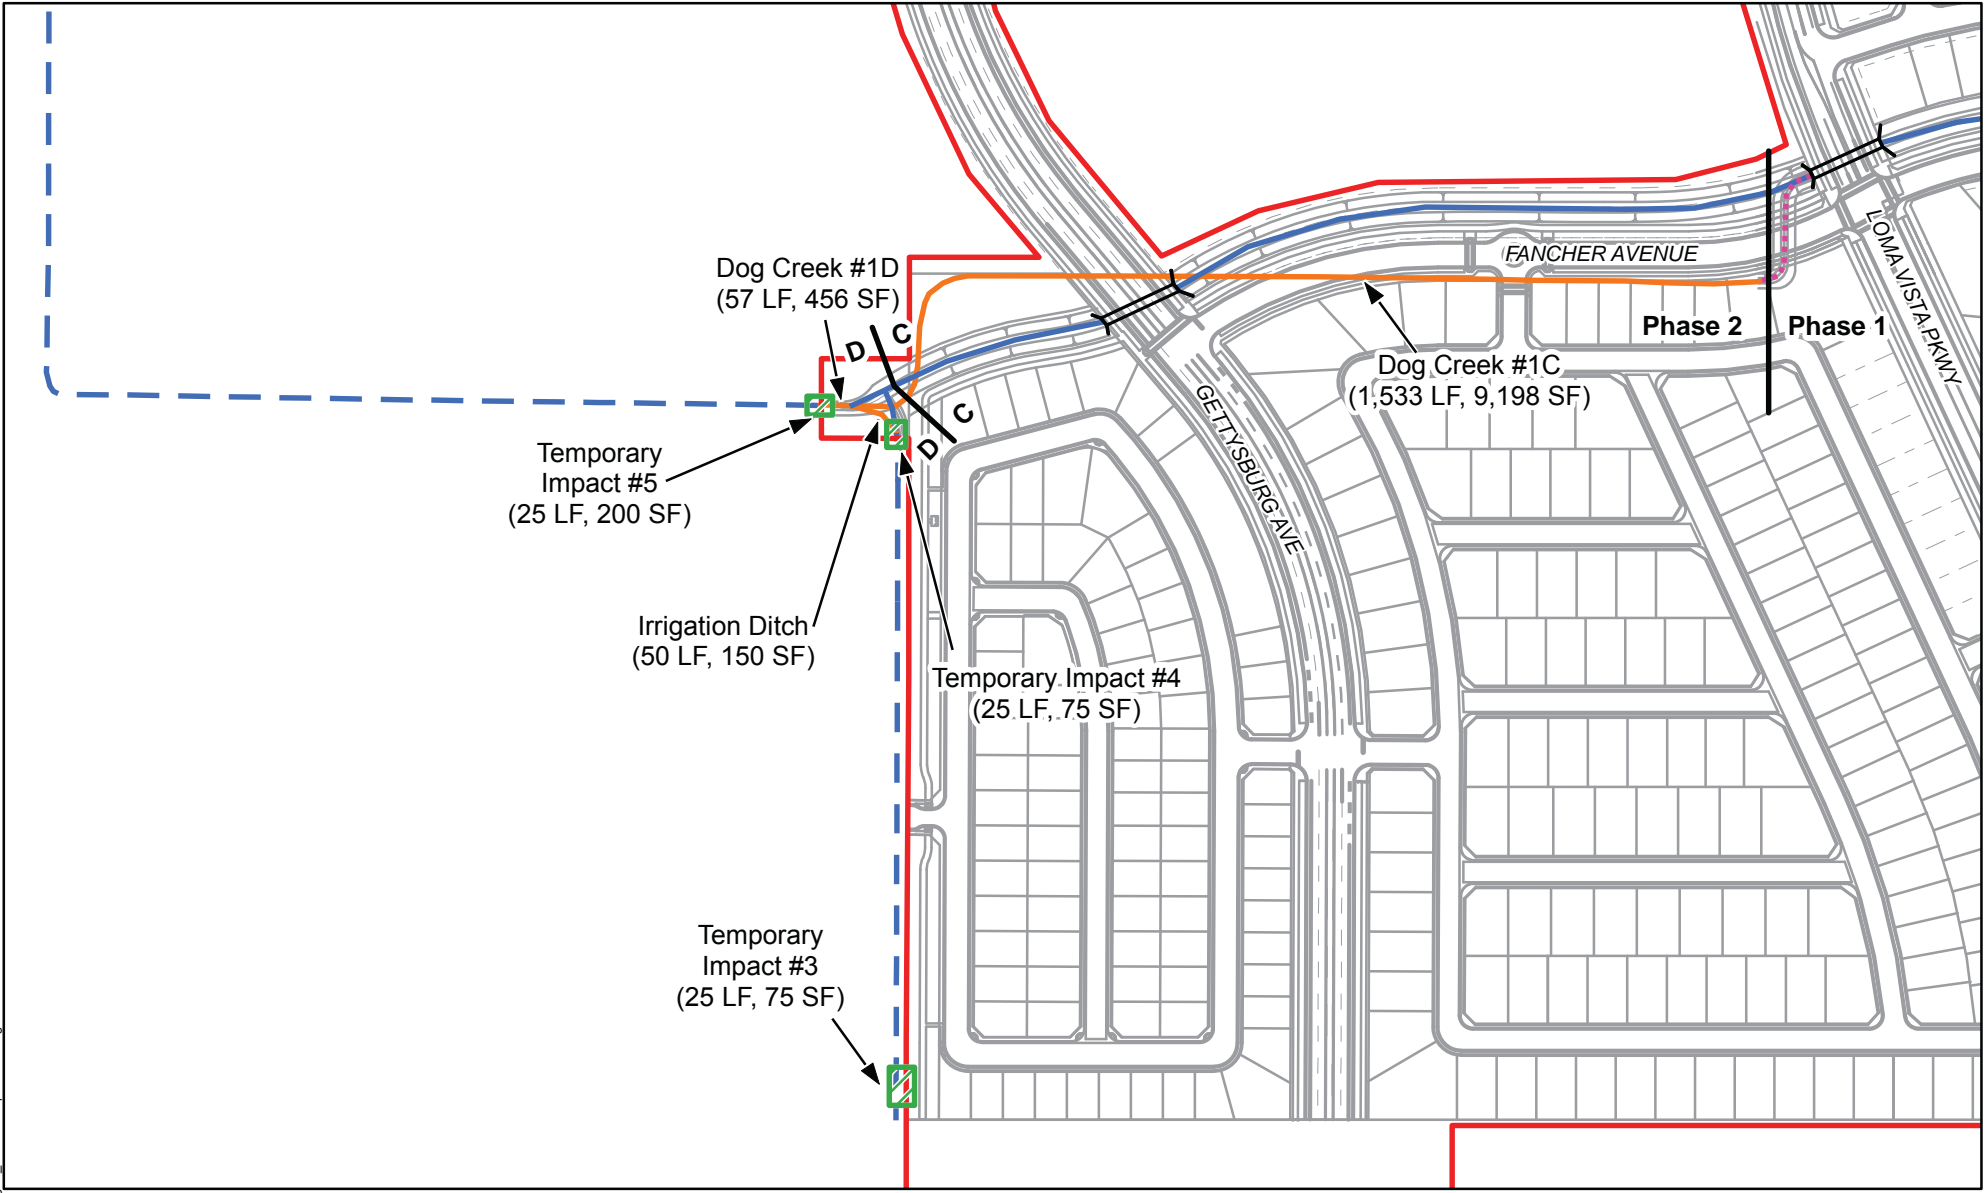 Dog Creek #1D
(57 LF, 456 SF)
D
C
FANCHER AVENUE
LOMA VISTA PKWY
Phase 2
Phase 1
Dog Creek #1C
(1,533 LF, 9,198 SF)
GETTYSBURG AVE
C
D
Temporary
Impact #5
(25 LF, 200 SF)
Irrigation Ditch
(50 LF, 150 SF)
Temporary Impact #4
(25 LF, 75 SF)
Temporary
Impact #3
(25 LF, 75 SF)